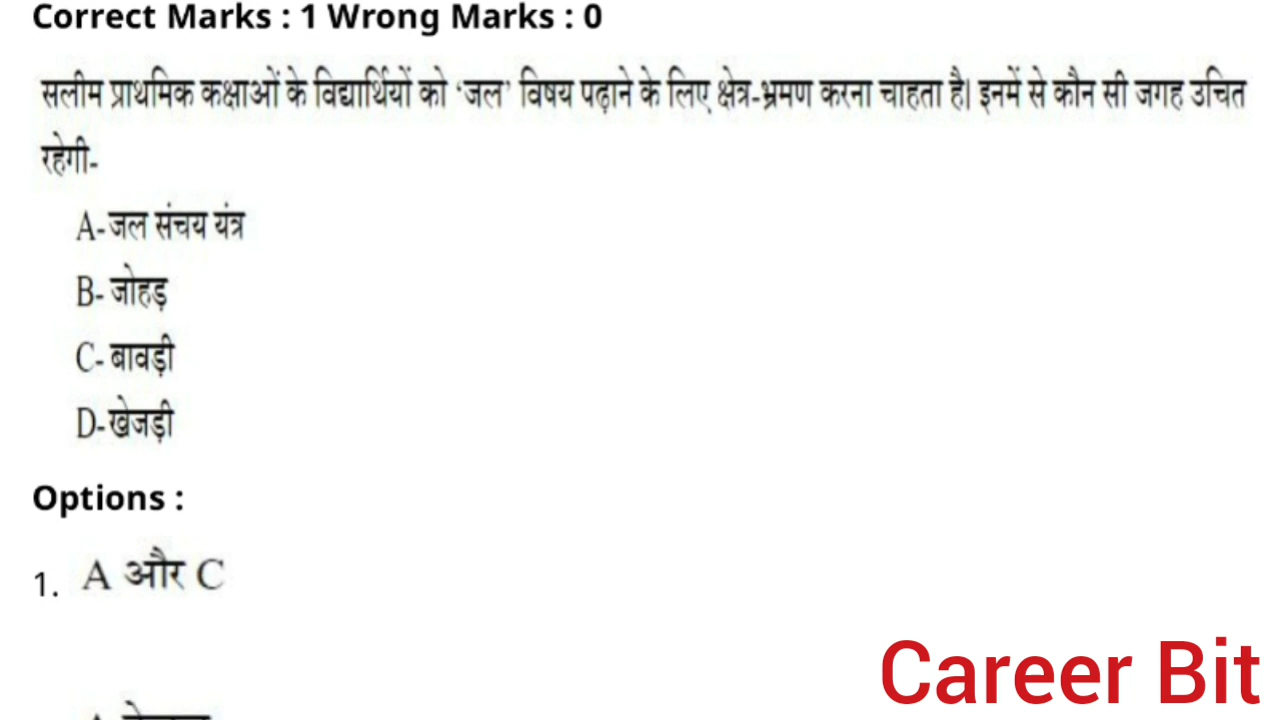 Correct Marks : 1 Wrong Marks : 0
सलीम प्राथमिक कक्षाओं के विद्यार्थियों को ‘जल’ विषय पढ़ाने के लिए क्षेत्र-भ्रमण करना चाहता है| इनमें से कौन सी जगह उचित
रहेगी-
A-जल संचय यंत्र
B- जोहड़
C- बावड़ी
D-खेजड़ी
Options :
1. A और C
Career Bit